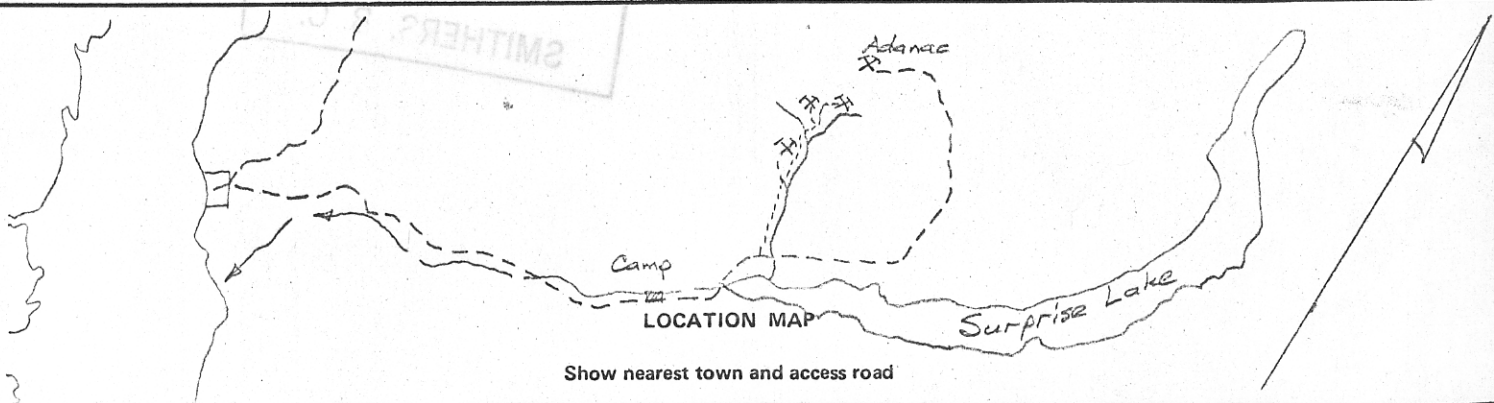 SMITHERS, B. C.
Adanac
Camp
Surprise Lake
LOCATION MAP
Show nearest town and access road